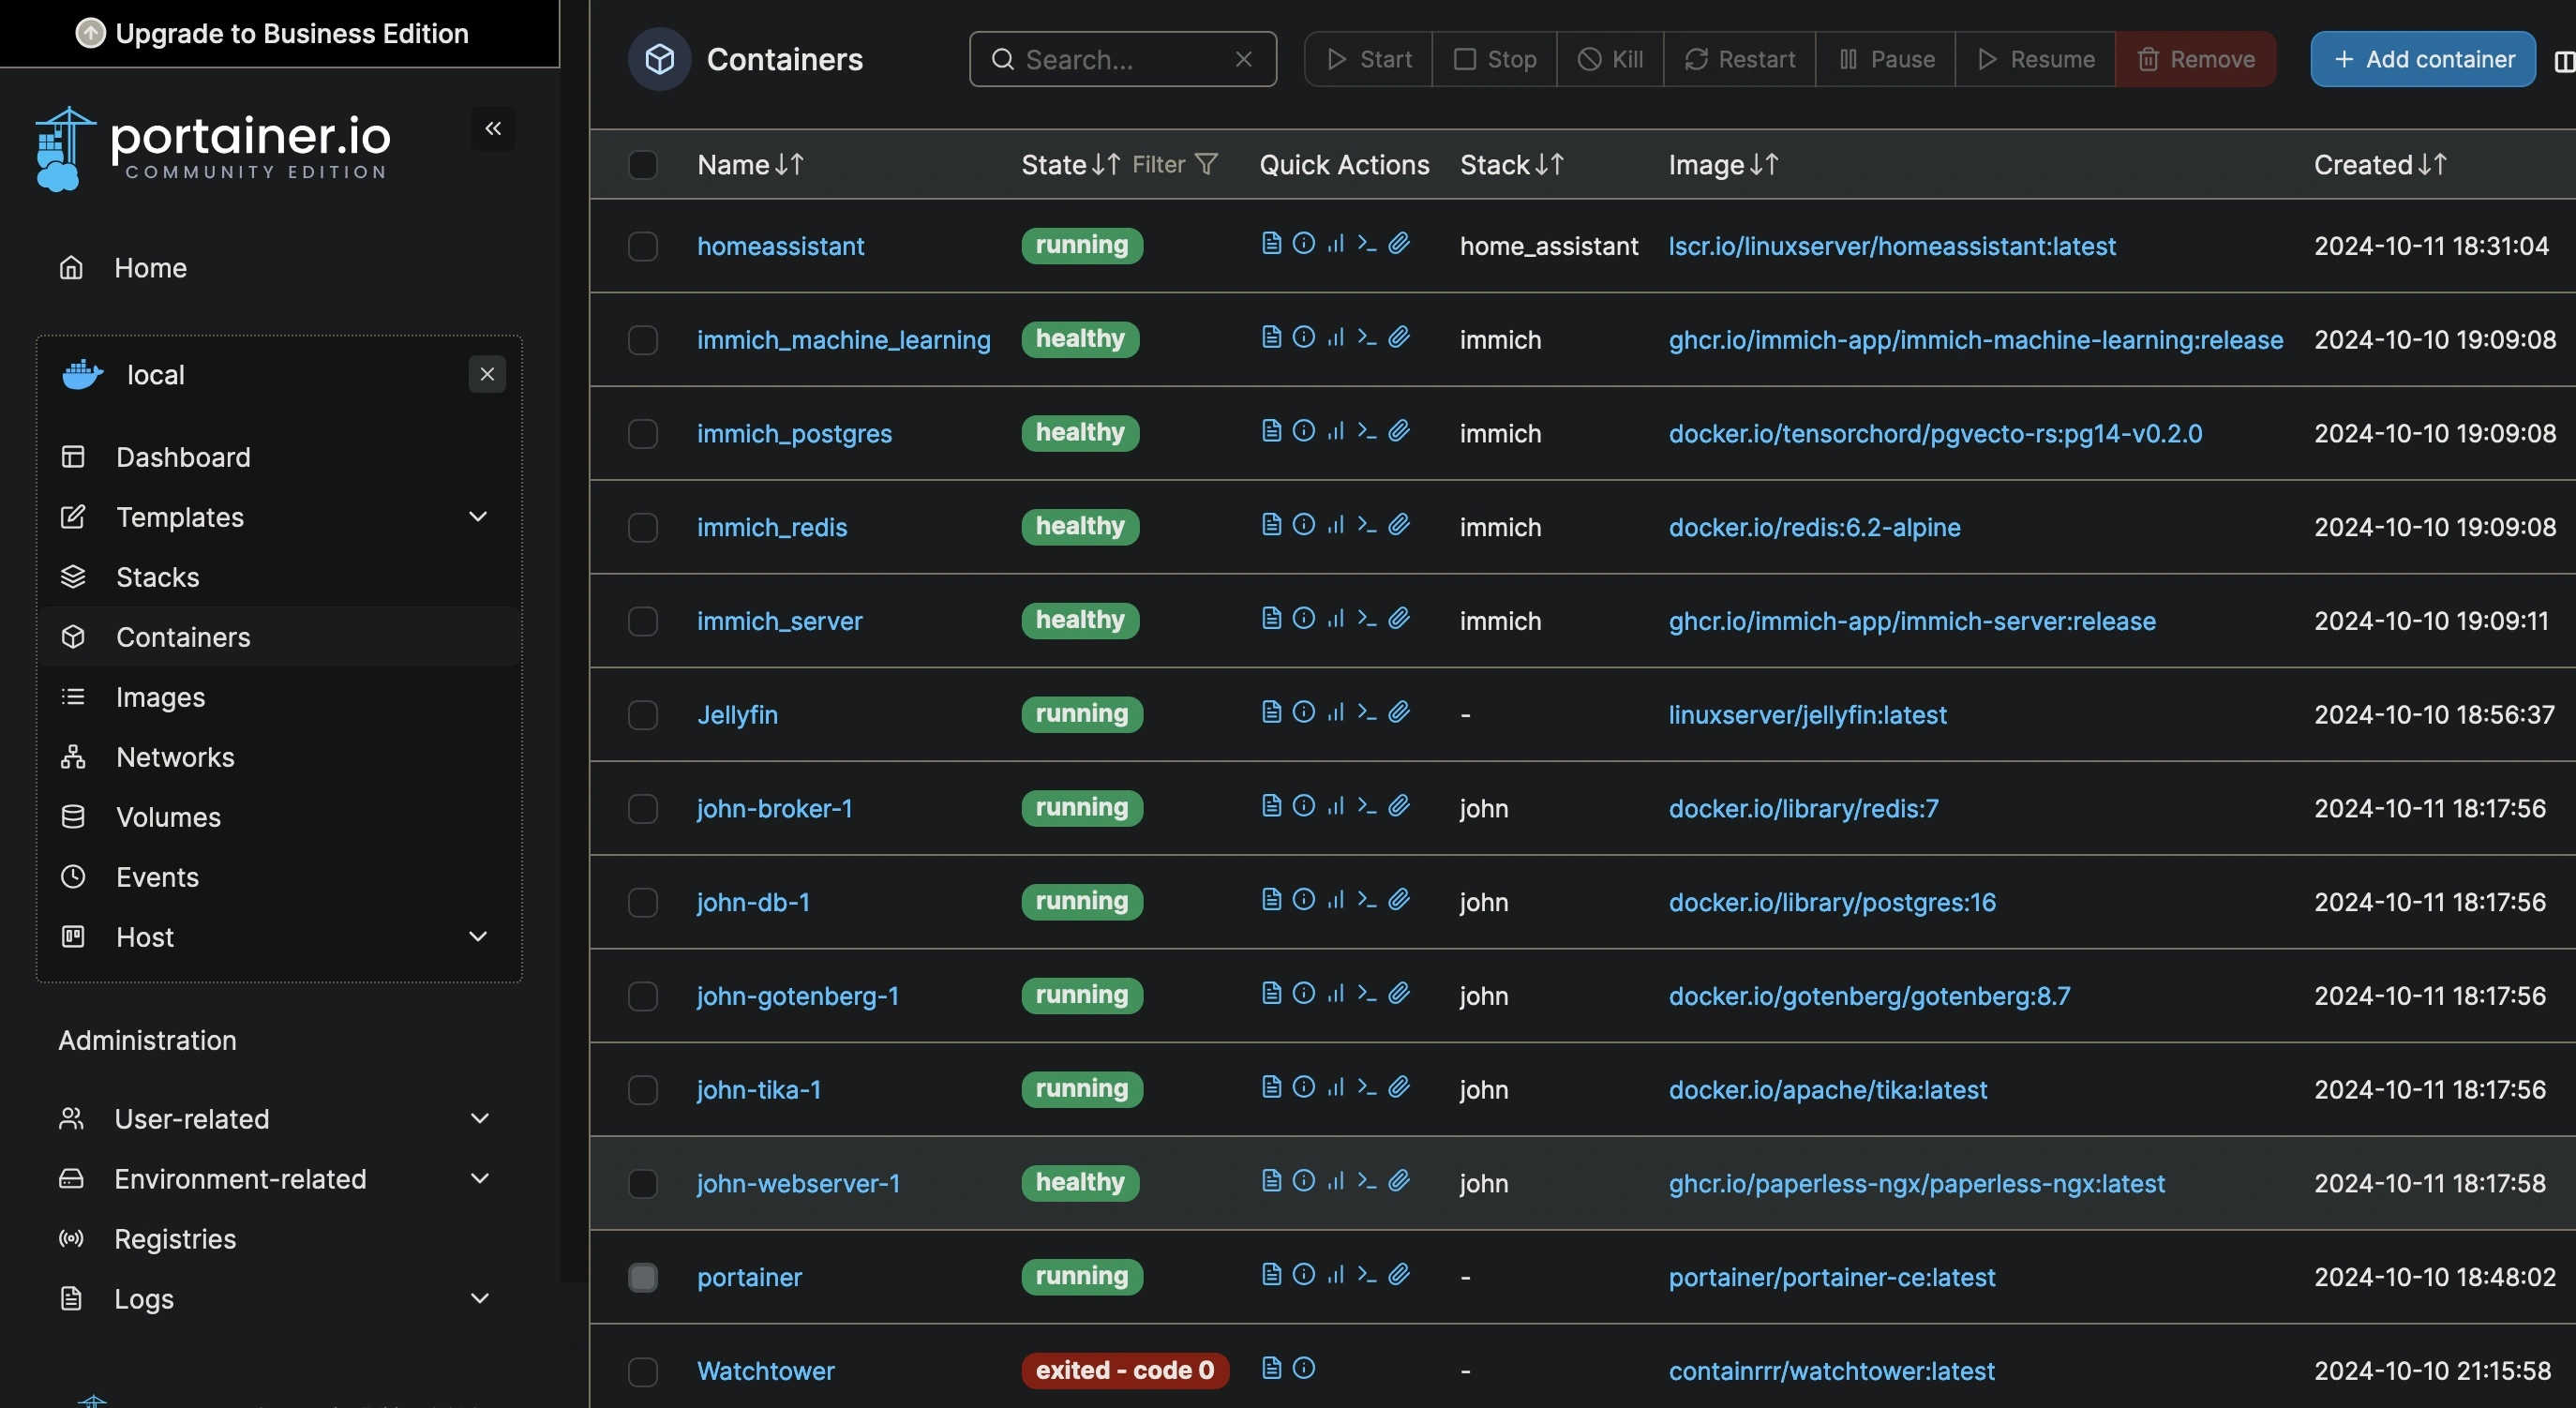 Upgrade to Business Edition
portainer.io
COMMUNITY EDITION
Home
local
Dashboard
Templates
Stacks
Containers
Images
Networks
Volumes
Events
Host
Administration
User-related
Environment-related
Registries
Logs
Containers
Search...
Start Stop Kill Restart Pause Resume Remove
Add container
Name State Filter Quick Actions Stack Image Created
homeassistant running home_assistant lscr.io/linuxserver/homeassistant:latest 2024-10-11 18:31:04
immich_machine_learning healthy immich ghcr.io/immich-app/immich-machine-learning:release 2024-10-10 19:09:08
immich_postgres healthy immich docker.io/tensorchord/pgvecto-rs:pg14-v0.2.0 2024-10-10 19:09:08
immich_redis healthy immich docker.io/redis:6.2-alpine 2024-10-10 19:09:08
immich_server healthy immich ghcr.io/immich-app/immich-server:release 2024-10-10 19:09:11
Jellyfin running - linuxserver/jellyfin:latest 2024-10-10 18:56:37
john-broker-1 running john docker.io/library/redis:7 2024-10-11 18:17:56
john-db-1 running john docker.io/library/postgres:16 2024-10-11 18:17:56
john-gotenberg-1 running john docker.io/gotenberg/gotenberg:8.7 2024-10-11 18:17:56
john-tika-1 running john docker.io/apache/tika:latest 2024-10-11 18:17:56
john-webserver-1 healthy john ghcr.io/paperless-ngx/paperless-ngx:latest 2024-10-11 18:17:58
portainer running - portainer/portainer-ce:latest 2024-10-10 18:48:02
Watchtower exited - code 0 - containrrr/watchtower:latest 2024-10-10 21:15:58